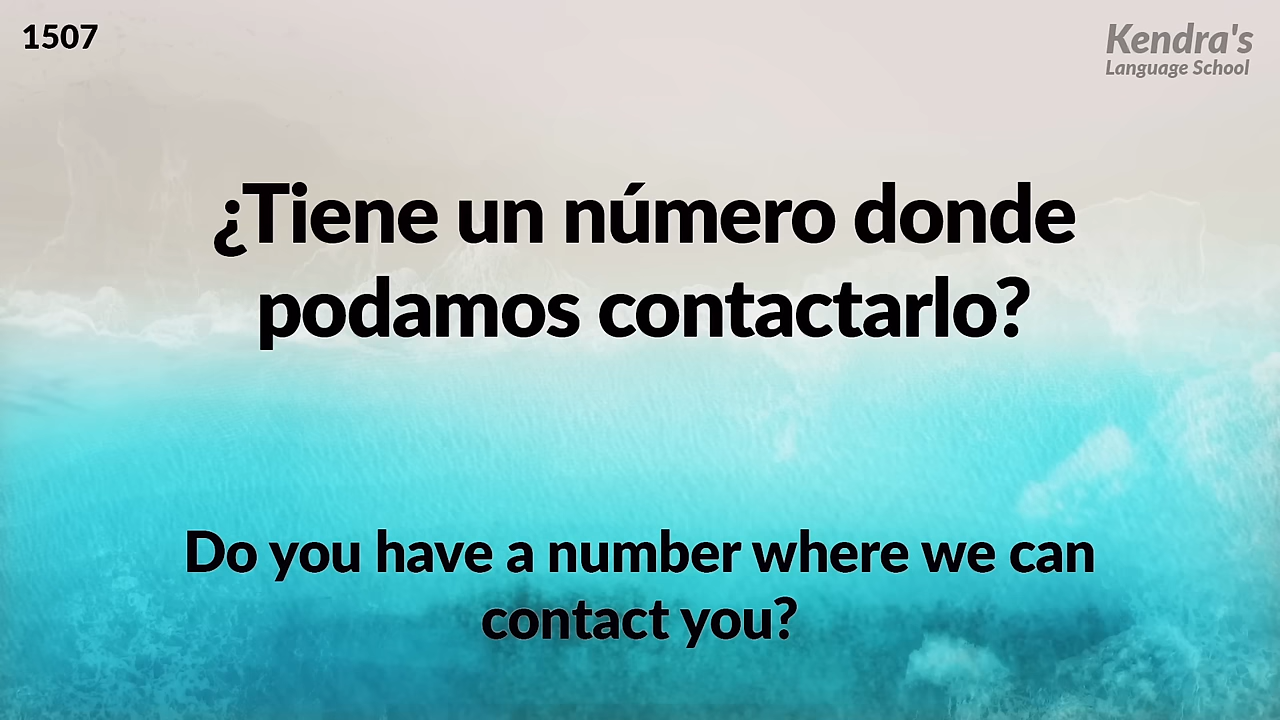 1507
Kendra's
Language School
¿Tiene un número donde
podamos contactarlo?
Do you have a number where we can
contact you?